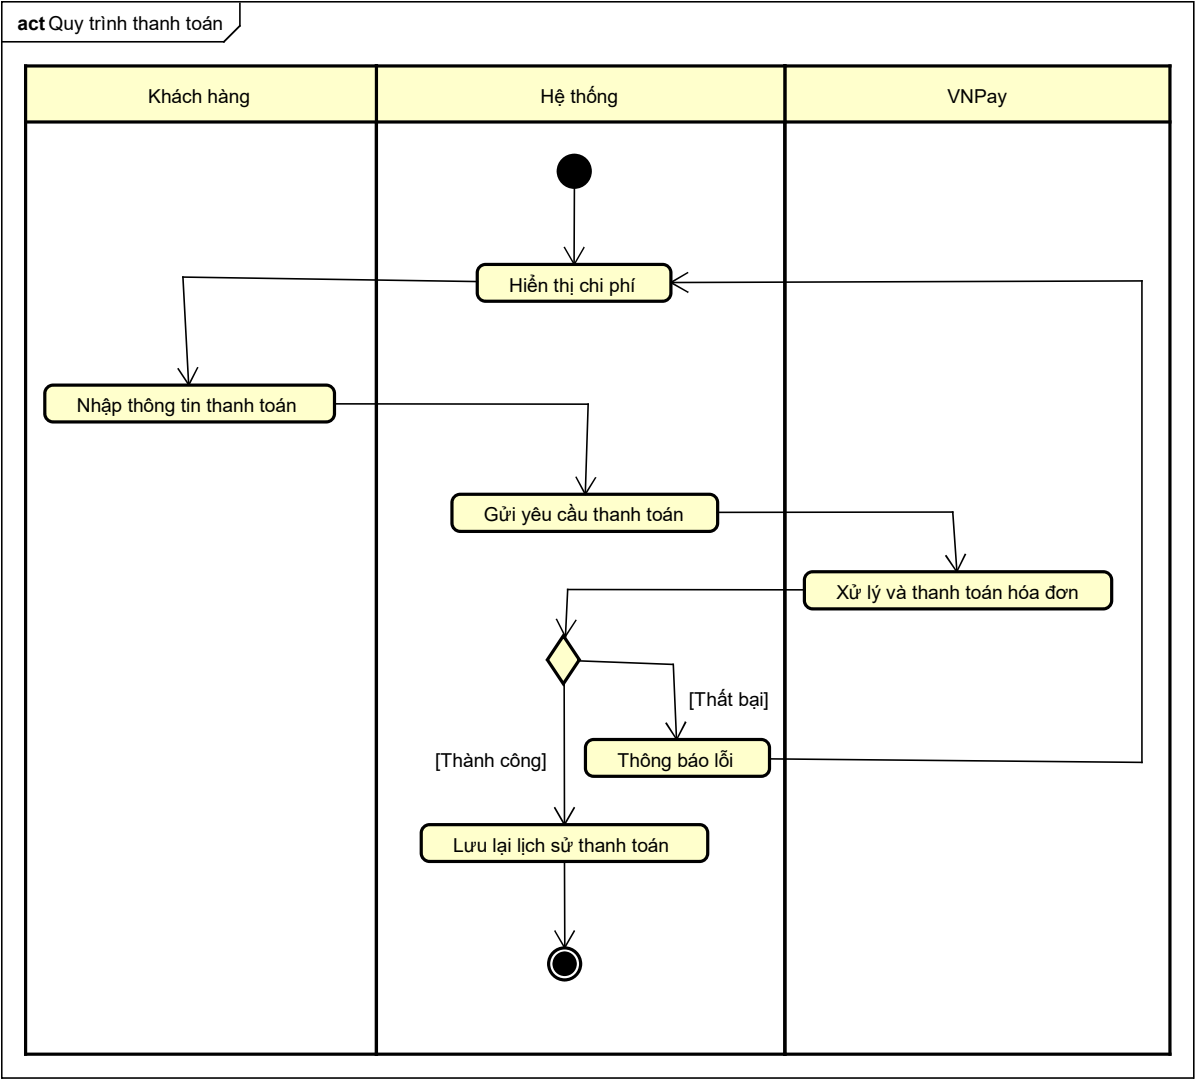 act Quy trình thanh toán
Khách hàng
Hệ thống
VNPay
Hiển thị chi phí
Nhập thông tin thanh toán
Gửi yêu cầu thanh toán
Xử lý và thanh toán hóa đơn
[Thất bại]
[Thành công]
Thông báo lỗi
Lưu lại lịch sử thanh toán